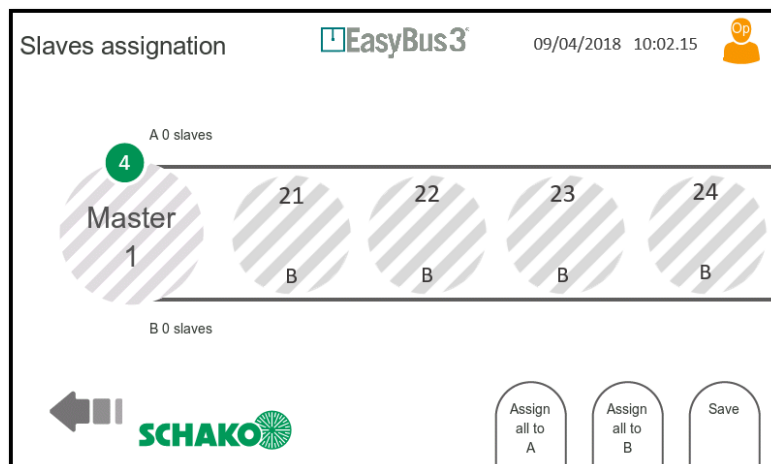 Slaves assignation
EasyBus3
09/04/2018 10:02.15
Op
A 0 slaves
4
Master
1
21
22
23
24
B
B
B
B
B 0 slaves
SCHAKO
Assign
all to
A
Assign
all to
B
Save